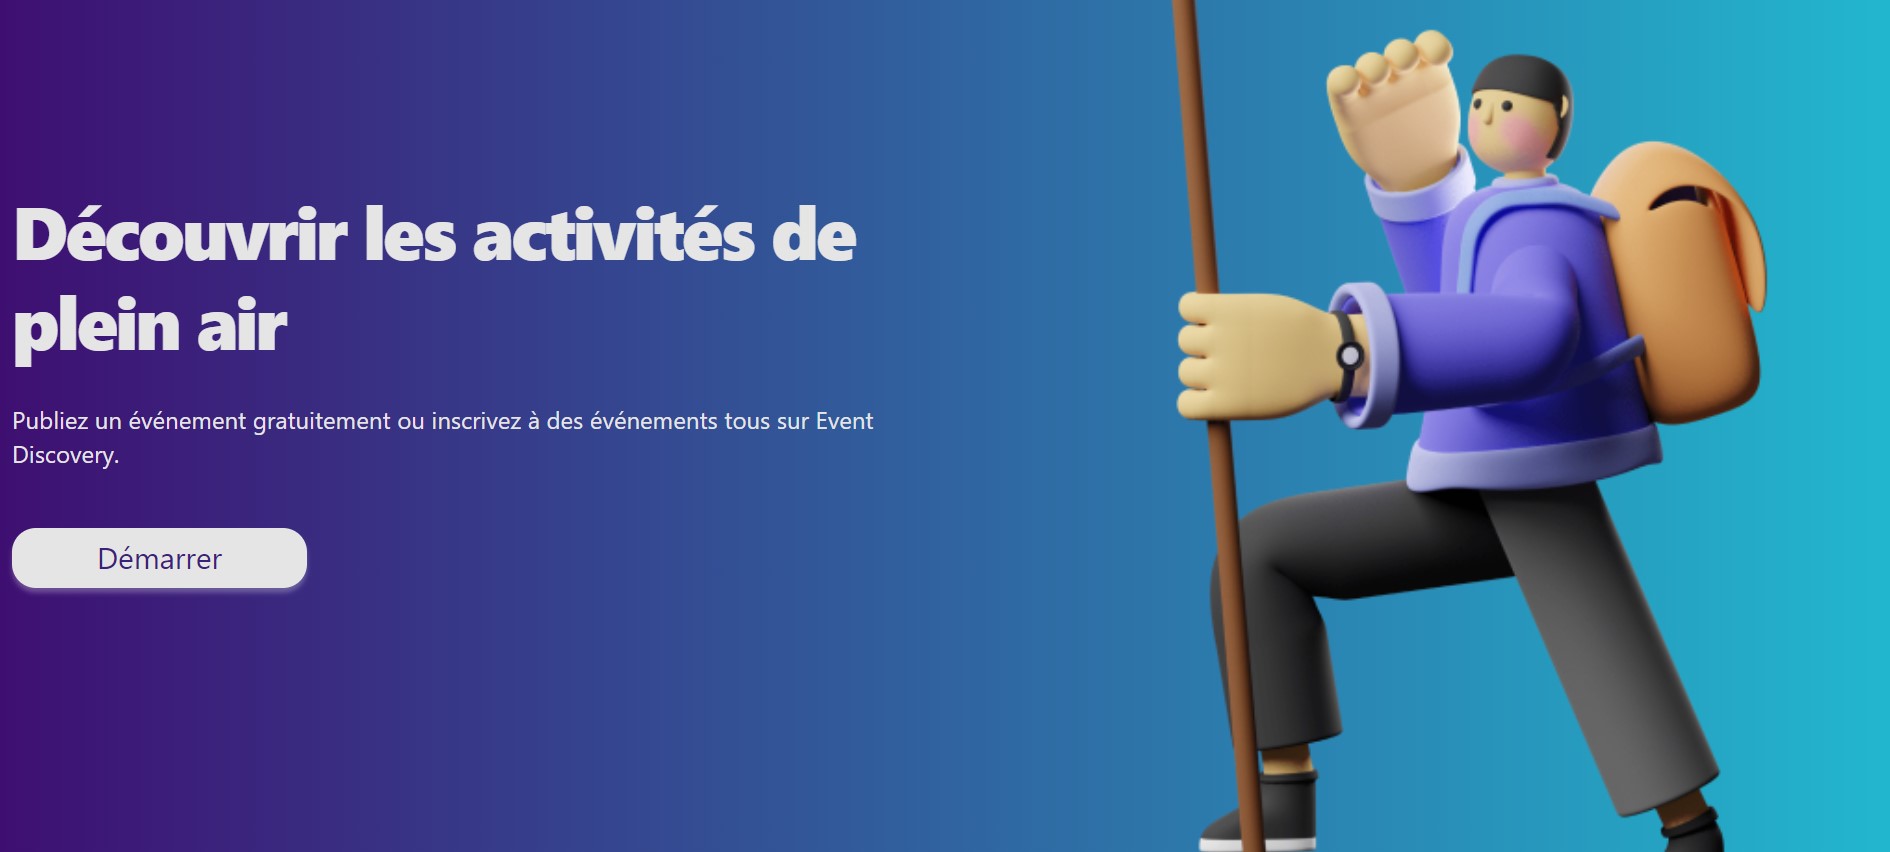 Découvrir les activités de
plein air
Publiez un événement gratuitement ou inscrivez à des événements tous sur Event
Discovery.
Démarrer